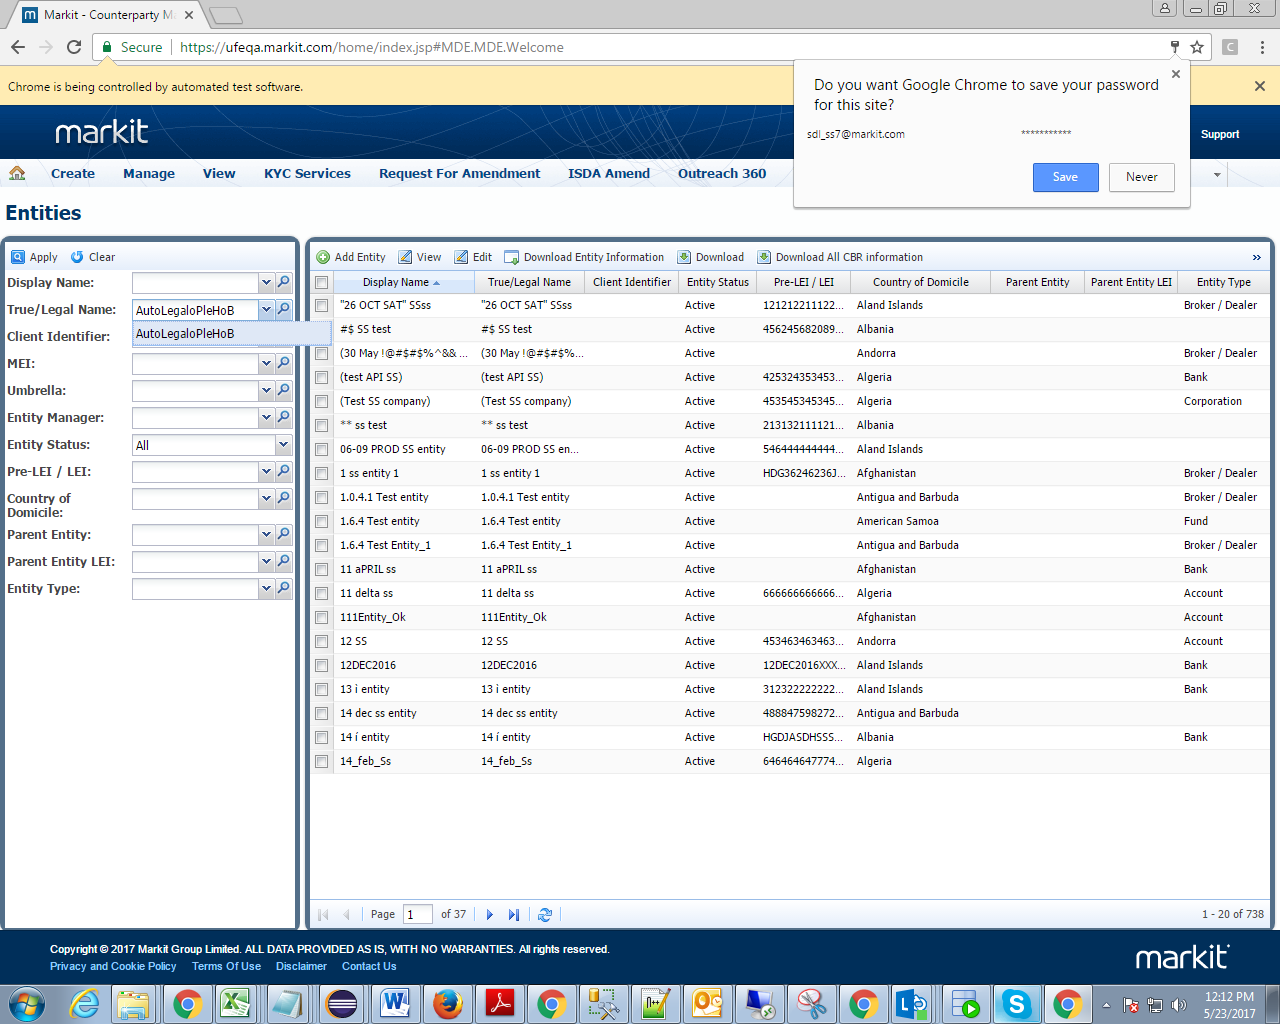 Markit - Counterparty M
Secure https://ufeqa.markit.com/home/index.jsp#MDE.MDE.Welcome
Chrome is being controlled by automated test software.
Do you want Google Chrome to save your password
for this site?
sdl_ss7@markit.com ***********
Save Never
markit
Support
Create Manage View KYC Services Request For Amendment ISDA Amend Outreach 360
Entities
Apply Clear
Display Name:
True/Legal Name: AutoLegaloPleHoB
AutoLegaloPleHoB
Client Identifier:
MEI:
Umbrella:
Entity Manager:
Entity Status: All
Pre-LEI / LEI:
Country of
Domicile:
Parent Entity:
Parent Entity LEI:
Entity Type:
Add Entity View Edit Download Entity Information Download Download All CBR information »
Display Name True/Legal Name Client Identifier Entity Status Pre-LEI / LEI Country of Domicile Parent Entity Parent Entity LEI Entity Type
"26 OCT SAT" SSss "26 OCT SAT" SSss Active 121212211122... Aland Islands Broker / Dealer
#$ SS test #$ SS test Active 456245682089... Albania
(30 May !@#$#$%^&& ... (30 May !@#$#$%... Active Andorra Broker / Dealer
(test API SS) (test API SS) Active 425324353453... Algeria Bank
(Test SS company) (Test SS company) Active 453545345345... Algeria Corporation
** ss test ** ss test Active 213132111121... Albania
06-09 PROD SS entity 06-09 PROD SS en... Active 546444444444... Aland Islands
1 ss entity 1 1 ss entity 1 Active HDG36246236J... Afghanistan Broker / Dealer
1.0.4.1 Test entity 1.0.4.1 Test entity Active Antigua and Barbuda Broker / Dealer
1.6.4 Test entity 1.6.4 Test entity Active American Samoa Fund
1.6.4 Test Entity_1 1.6.4 Test Entity_1 Active Antigua and Barbuda Broker / Dealer
11 aPRIL ss 11 aPRIL ss Active Afghanistan Bank
11 delta ss 11 delta ss Active 666666666666... Algeria Account
111Entity_Ok 111Entity_Ok Active Afghanistan Account
12 SS 12 SS Active 453463463463... Andorra Account
12DEC2016 12DEC2016 Active 12DEC2016XXX... Aland Islands Bank
13 i entity 13 i entity Active 312322222222... Aland Islands Bank
14 dec ss entity 14 dec ss entity Active 488847598272... Antigua and Barbuda
14 í entity 14 í entity Active HGDJASDHSSS... Albania Bank
14_feb_Ss 14_feb_Ss Active 646464647774... Algeria
Page 1 of 37 1 - 20 of 738
Copyright © 2017 Markit Group Limited. ALL DATA PROVIDED AS IS, WITH NO WARRANTIES. All rights reserved.
Privacy and Cookie Policy Terms Of Use Disclaimer Contact Us
markit
12:12 PM
5/23/2017